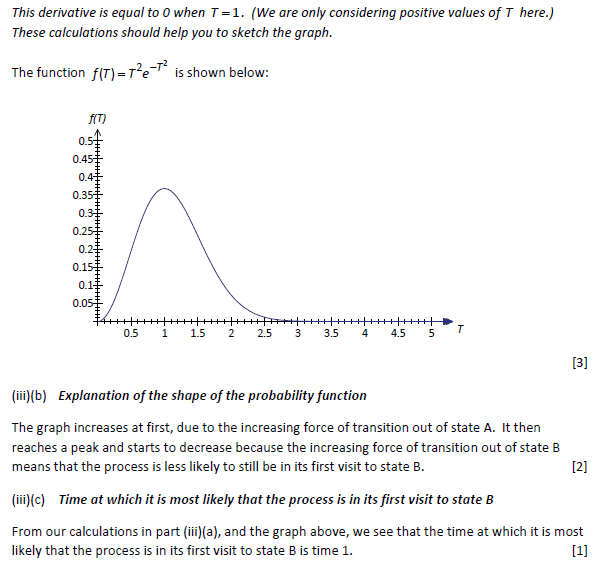 This derivative is equal to 0 when T=1. (We are only considering positive values of T here.)
These calculations should help you to sketch the graph.
The function f(T)=T²e^(-T²) is shown below:
f(T)
0.5
0.45
0.4
0.35
0.3
0.25
0.2
0.15
0.1
0.05
0.5 1 1.5 2 2.5 3 3.5 4 4.5 5 T
[3]
(iii)(b) Explanation of the shape of the probability function
The graph increases at first, due to the increasing force of transition out of state A. It then
reaches a peak and starts to decrease because the increasing force of transition out of state B
means that the process is less likely to still be in its first visit to state B. [2]
(iii)(c) Time at which it is most likely that the process is in its first visit to state B
From our calculations in part (iii)(a), and the graph above, we see that the time at which it is most
likely that the process is in its first visit to state B is time 1. [1]